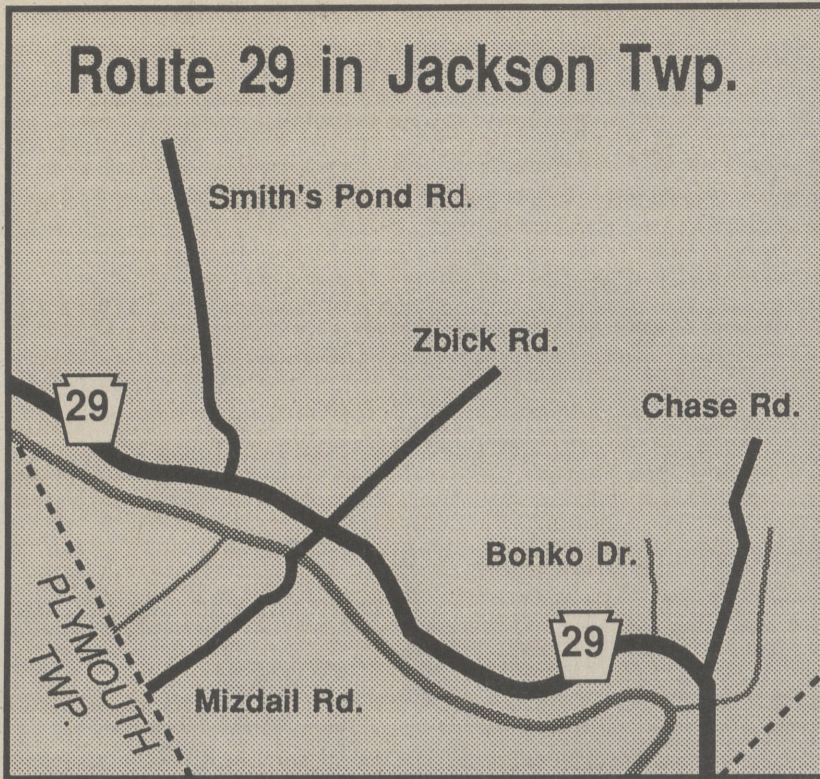 Route 29 in Jackson Twp.
Smith's Pond Rd.
Zbick Rd.
29
Chase Rd.
Bonko Dr.
29
PLYMOUTH
TWP.
Mizdail Rd.